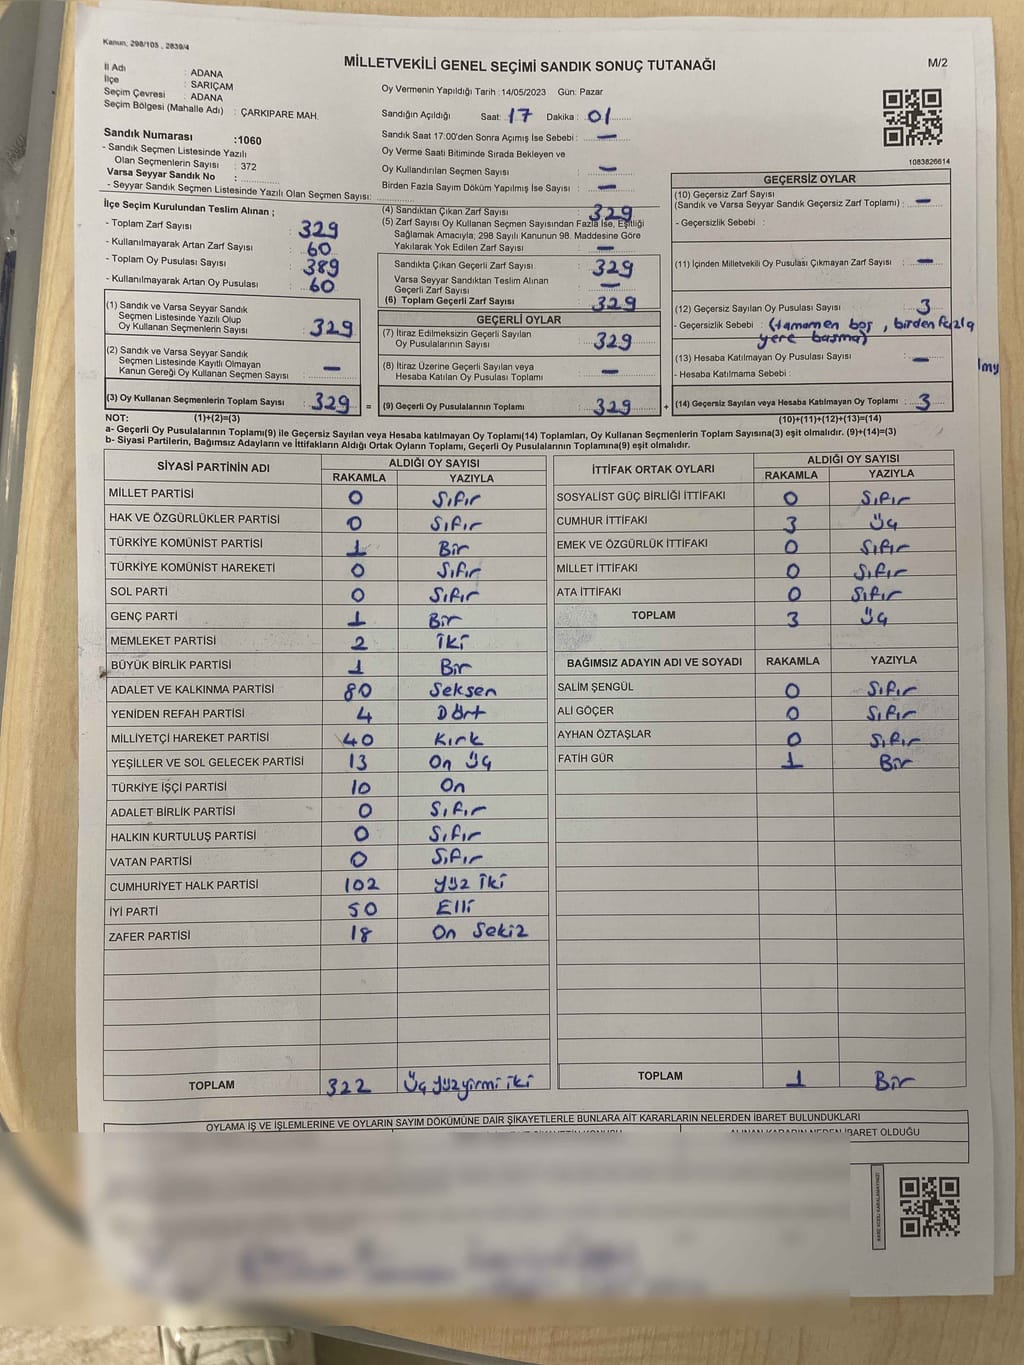 Kanun, 298/105 , 2839/4
MİLLETVEKİLİ GENEL SEÇİMİ SANDIK SONUÇ TUTANAĞI
M/2
İl Adı : ADANA
İlçe : SARIÇAM
Seçim Çevresi : ADANA
Seçim Bölgesi (Mahalle Adı) : ÇARKIPARE MAH.
Sandık Numarası :1060
- Sandık Seçmen Listesinde Yazılı
Olan Seçmenlerin Sayısı : 372
Varsa Seyyar Sandık No :
- Seyyar Sandık Seçmen Listesinde Yazılı Olan Seçmen Sayısı:
Oy Vermenin Yapıldığı Tarih :14/05/2023 Gün: Pazar
Sandığın Açıldığı Saat: 17 Dakika : 01
Sandık Saat 17:00'den Sonra Açımış İse Sebebi : —
Oy Verme Saati Bitiminde Sırada Bekleyen ve
Oy Kullandırılan Seçmen Sayısı : —
Birden Fazla Sayım Döküm Yapılmış İse Sayısı : —
1083826614
İlçe Seçim Kurulundan Teslim Alınan ;
- Toplam Zarf Sayısı : 329
- Kullanılmayarak Artan Zarf Sayısı : 60
- Toplam Oy Pusulası Sayısı : 389
- Kullanılmayarak Artan Oy Pusulası : 60
(1) Sandık ve Varsa Seyyar Sandık
Seçmen Listesinde Yazılı Olup
Oy Kullanan Seçmenlerin Sayısı : 329
(2) Sandık ve Varsa Seyyar Sandık
Seçmen Listesinde Kayıtlı Olmayan
Kanun Gereği Oy Kullanan Seçmen Sayısı : —
(3) Oy Kullanan Seçmenlerin Toplam Sayısı : 329 =
(4) Sandıktan Çıkan Zarf Sayısı : 329
(5) Zarf Sayısı Oy Kullanan Seçmen Sayısından Fazla İse, Eşitliği
Sağlamak Amacıyla; 298 Sayılı Kanunun 98. Maddesine Göre
Yakılarak Yok Edilen Zarf Sayısı : —
Sandıkta Çıkan Geçerli Zarf Sayısı : 329
Varsa Seyyar Sandıktan Teslim Alınan
Geçerli Zarf Sayısı : —
(6) Toplam Geçerli Zarf Sayısı : 329
GEÇERLİ OYLAR
(7) İtiraz Edilmeksizin Geçerli Sayılan
Oy Pusulalarının Sayısı : 329
(8) İtiraz Üzerine Geçerli Sayılan veya
Hesaba Katılan Oy Pusulası Toplamı : —
(9) Geçerli Oy Pusulalarının Toplamı : 329 +
GEÇERSİZ OYLAR
(10) Geçersiz Zarf Sayısı
(Sandık ve Varsa Seyyar Sandık Geçersiz Zarf Toplamı) : —
- Geçersizlik Sebebi :
(11) İçinden Milletvekili Oy Pusulası Çıkmayan Zarf Sayısı : —
(12) Geçersiz Sayılan Oy Pusulası Sayısı : 3
- Geçersizlik Sebebi : (tamamen boş, birden fazla
yere basma)
(13) Hesaba Katılmayan Oy Pusulası Sayısı : —
- Hesaba Katılmama Sebebi :
(14) Geçersiz Sayılan veya Hesaba Katılmayan Oy Toplamı : 3
NOT: (1)+(2)=(3) (10)+(11)+(12)+(13)=(14)
a- Geçerli Oy Pusulalarının Toplamı(9) ile Geçersiz Sayılan veya Hesaba katılmayan Oy Toplamı(14) Toplamları, Oy Kullanan Seçmenlerin Toplam Sayısına(3) eşit olmalıdır. (9)+(14)=(3)
b- Siyasi Partilerin, Bağımsız Adayların ve İttifakların Aldığı Ortak Oyların Toplamı, Geçerli Oy Pusulalarının Toplamına(9) eşit olmalıdır.
SİYASİ PARTİNİN ADI ALDIĞI OY SAYISI
RAKAMLA YAZIYLA
MİLLET PARTİSİ 0 Sıfır
HAK VE ÖZGÜRLÜKLER PARTİSİ 0 Sıfır
TÜRKİYE KOMÜNİST PARTİSİ 1 Bir
TÜRKİYE KOMÜNİST HAREKETİ 0 Sıfır
SOL PARTİ 0 Sıfır
GENÇ PARTİ 1 Bir
MEMLEKET PARTİSİ 2 İki
BÜYÜK BİRLİK PARTİSİ 1 Bir
ADALET VE KALKINMA PARTİSİ 80 Seksen
YENİDEN REFAH PARTİSİ 4 Dört
MİLLİYETÇİ HAREKET PARTİSİ 40 Kırk
YEŞİLLER VE SOL GELECEK PARTİSİ 13 On Üç
TÜRKİYE İŞÇİ PARTİSİ 10 On
ADALET BİRLİK PARTİSİ 0 Sıfır
HALKIN KURTULUŞ PARTİSİ 0 Sıfır
VATAN PARTİSİ 0 Sıfır
CUMHURİYET HALK PARTİSİ 102 Yüz İki
İYİ PARTİ 50 Elli
ZAFER PARTİSİ 18 On Sekiz
TOPLAM 322 Üç Yüz yirmi iki
İTTİFAK ORTAK OYLARI ALDIĞI OY SAYISI
RAKAMLA YAZIYLA
SOSYALİST GÜÇ BİRLİĞİ İTTİFAKI 0 Sıfır
CUMHUR İTTİFAKI 3 Üç
EMEK VE ÖZGÜRLÜK İTTİFAKI 0 Sıfır
MİLLET İTTİFAKI 0 Sıfır
ATA İTTİFAKI 0 Sıfır
TOPLAM 3 Üç
BAĞIMSIZ ADAYIN ADI VE SOYADI RAKAMLA YAZIYLA
SALİM ŞENGÜL 0 Sıfır
ALİ GÖÇER 0 Sıfır
AYHAN ÖZTAŞLAR 0 Sıfır
FATİH GÜR 1 Bir
TOPLAM 1 Bir
OYLAMA İŞ VE İŞLEMLERİNE VE OYLARIN SAYIM DÖKÜMÜNE DAİR ŞİKAYETLERLE BUNLARA AİT KARARLARIN NELERDEN İBARET BULUNDUKLARI
ALINAN KARARIN NEDEN İBARET OLDUĞU